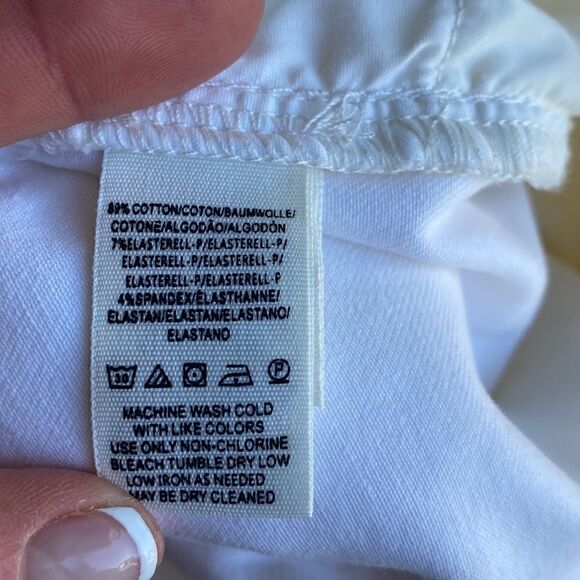 89% COTTON/COTON/BAUMWOLLE/
COTONE/ALGODÃO/ALGODÓN
7%ELASTERELL-P/ELASTERELL-P/
ELASTERELL-P/ELASTERELL-P/
ELASTERELL-P/ELASTERELL-P
4%SPANDEX/ÉLASTHANNE/
ELASTAN/ELASTAN/ELASTANO/
ELASTANO
30 P
MACHINE WASH COLD
WITH LIKE COLORS
USE ONLY NON-CHLORINE
BLEACH TUMBLE DRY LOW
LOW IRON AS NEEDED
MAY BE DRY CLEANED